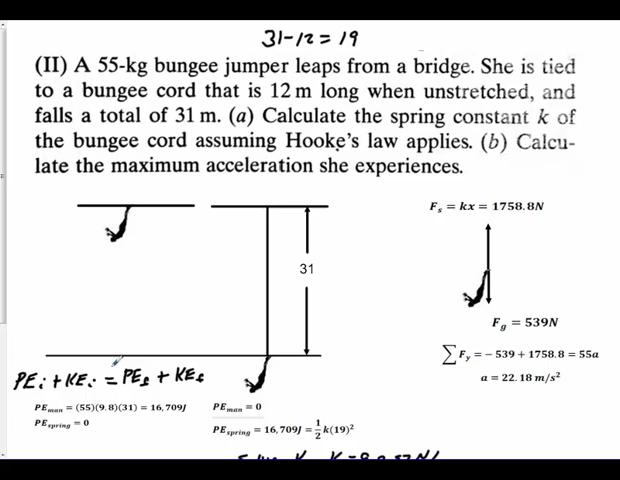 31-12 = 19
(II) A 55-kg bungee jumper leaps from a bridge. She is tied
to a bungee cord that is 12 m long when unstretched, and
falls a total of 31 m. (a) Calculate the spring constant k of
the bungee cord assuming Hooke's law applies. (b) Calcu-
late the maximum acceleration she experiences.
F_s = kx = 1758.8N
31
F_g = 539N
∑F_y = − 539 + 1758.8 = 55a
a = 22.18 m/s²
PE_i + KE_i = PE_f + KE_f
PE_man = (55)(9.8)(31) = 16,709J
PE_spring = 0
PE_man = 0
PE_spring = 16,709J = 1/2 k(19)²